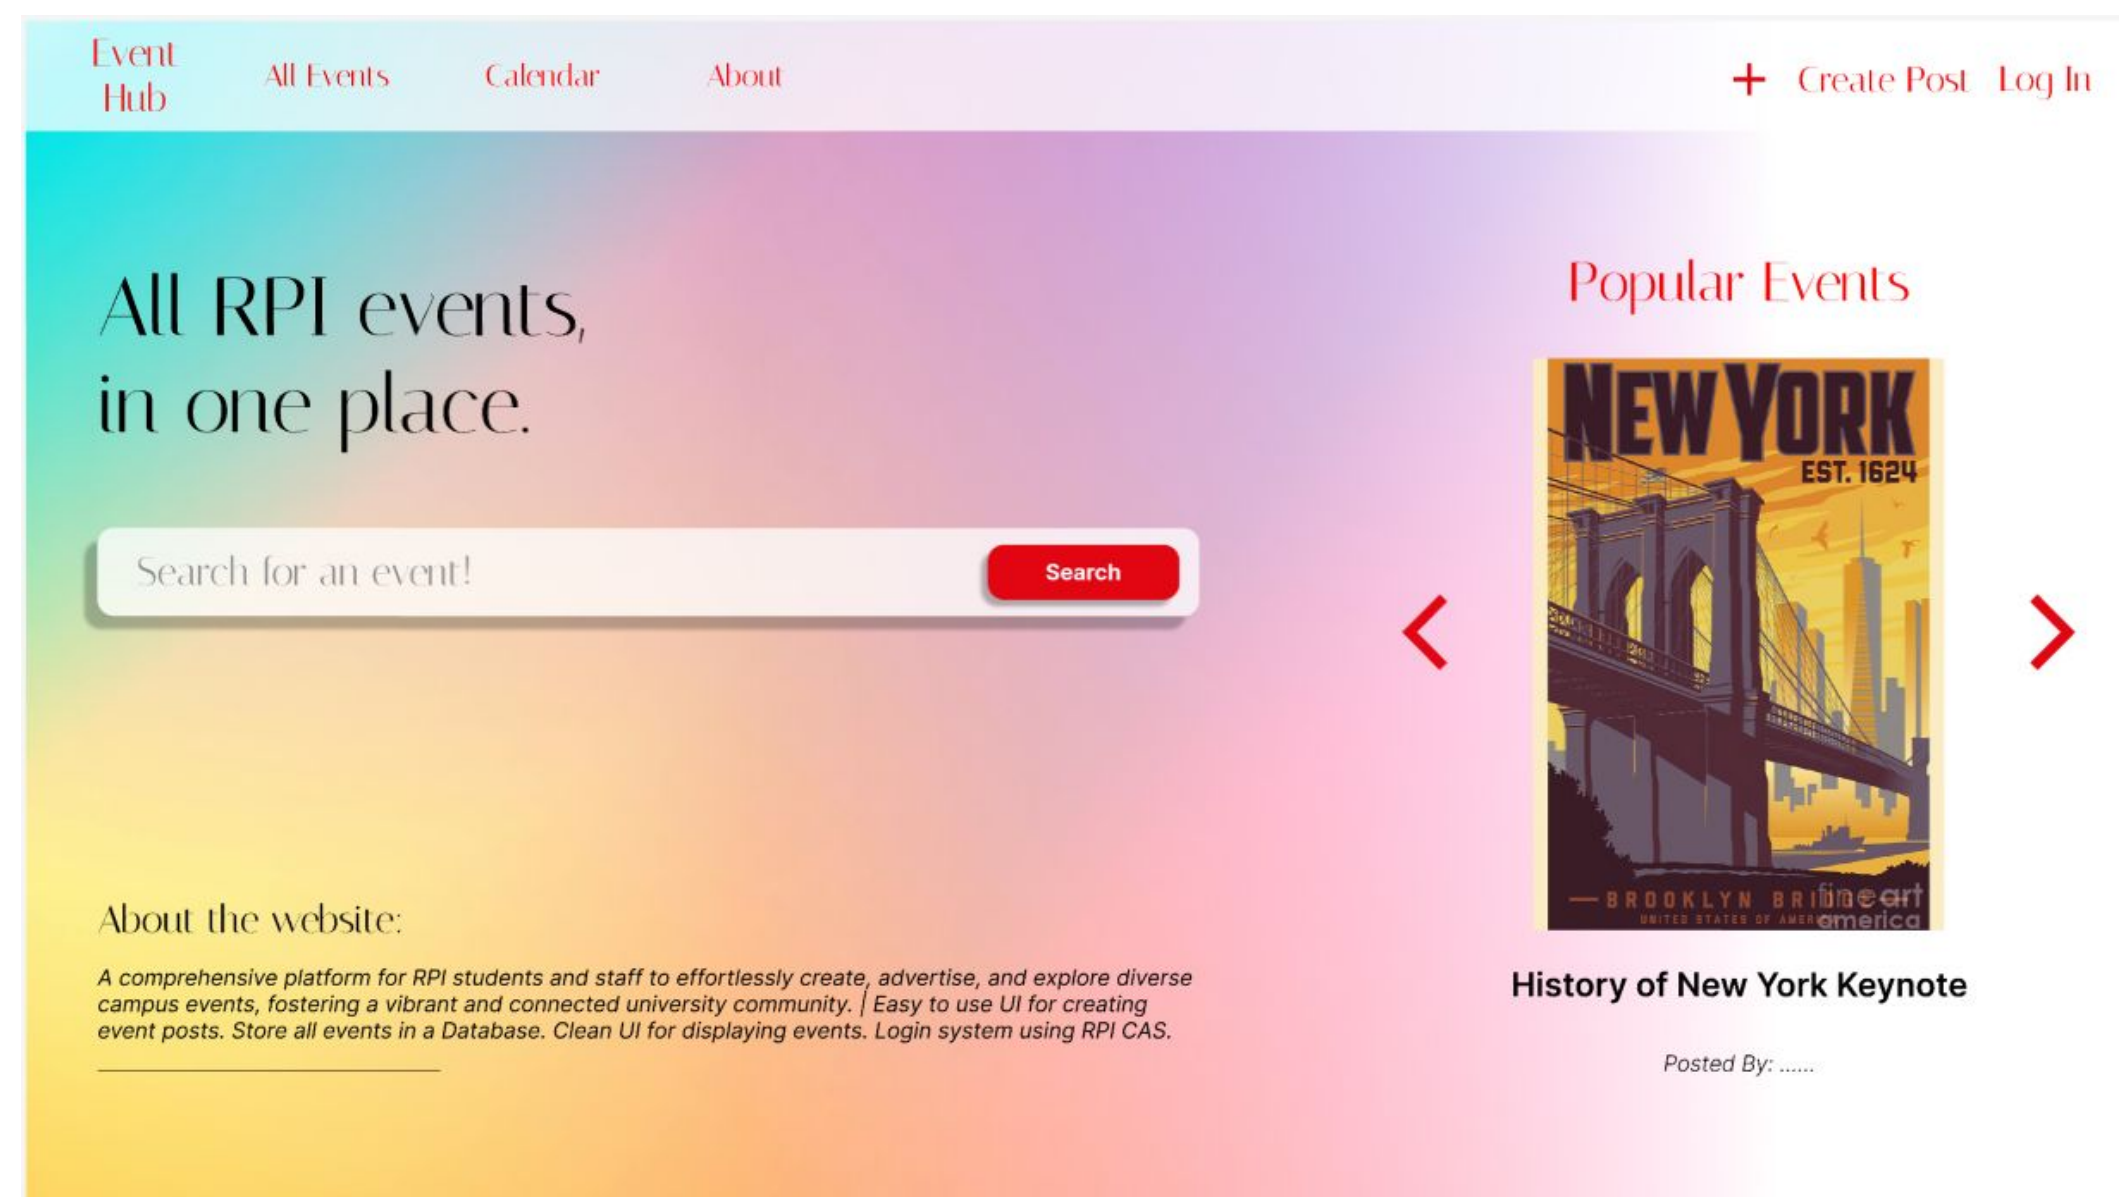 Event
Hub
All Events
Calendar
About
+ Create Post
Log In
All RPI events,
in one place.
Search for an event!
Search
About the website:
A comprehensive platform for RPI students and staff to effortlessly create, advertise, and explore diverse
campus events, fostering a vibrant and connected university community. | Easy to use UI for creating
event posts. Store all events in a Database. Clean UI for displaying events. Login system using RPI CAS.
Popular Events
NEW YORK
EST. 1624
BROOKLYN
UNITED STATES OF
fine art
america
History of New York Keynote
Posted By: ......